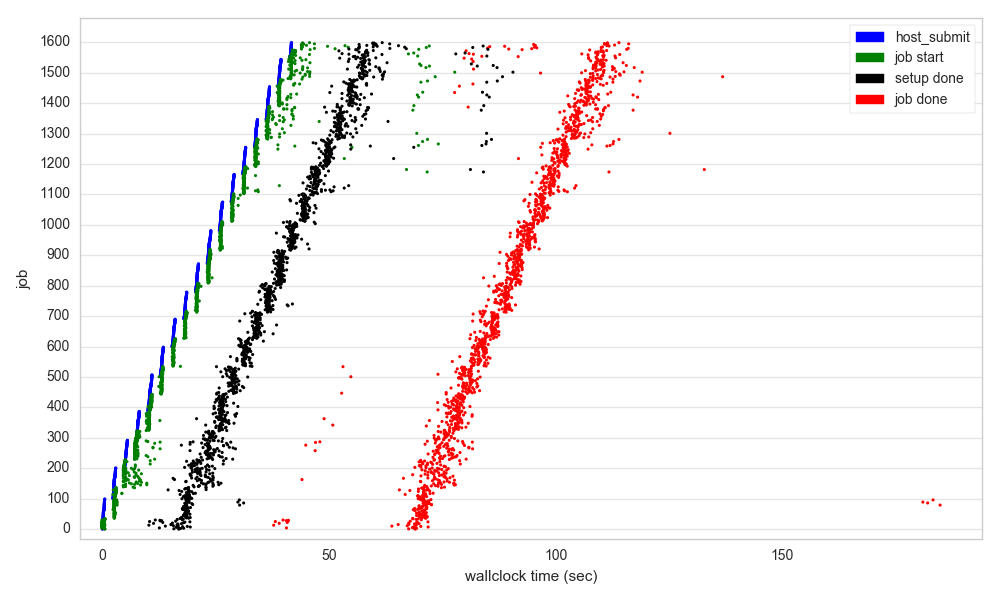 host_submit
job start
setup done
job done
job
1600
1500
1400
1300
1200
1100
1000
900
800
700
600
500
400
300
200
100
0
0 50 100 150
wallclock time (sec)